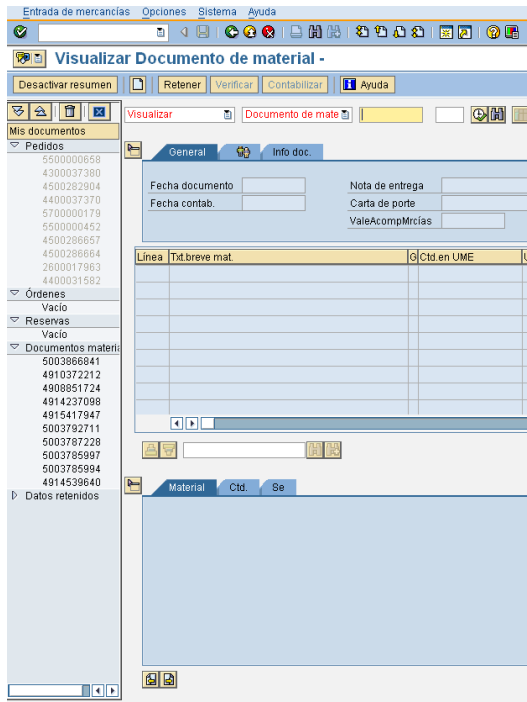 Entrada de mercancías Opciones Sistema Ayuda
Visualizar Documento de material -
Desactivar resumen Retener Verificar Contabilizar Ayuda
Visualizar Documento de mate
Mis documentos
Pedidos
5500000658
4300037380
4500282904
4400037370
5700000179
5500000452
4500286657
4500286664
2600017963
4400031582
Órdenes
Vacío
Reservas
Vacío
Documentos materia
5003866841
4910372212
4908851724
4914237098
4915417947
5003792711
5003787228
5003785997
5003785994
4914539640
Datos retenidos
General Info doc.
Fecha documento Nota de entrega
Fecha contab. Carta de porte
ValeAcompMrcías
Línea Txt.breve mat. G Ctd.en UME U
Material Ctd. Se